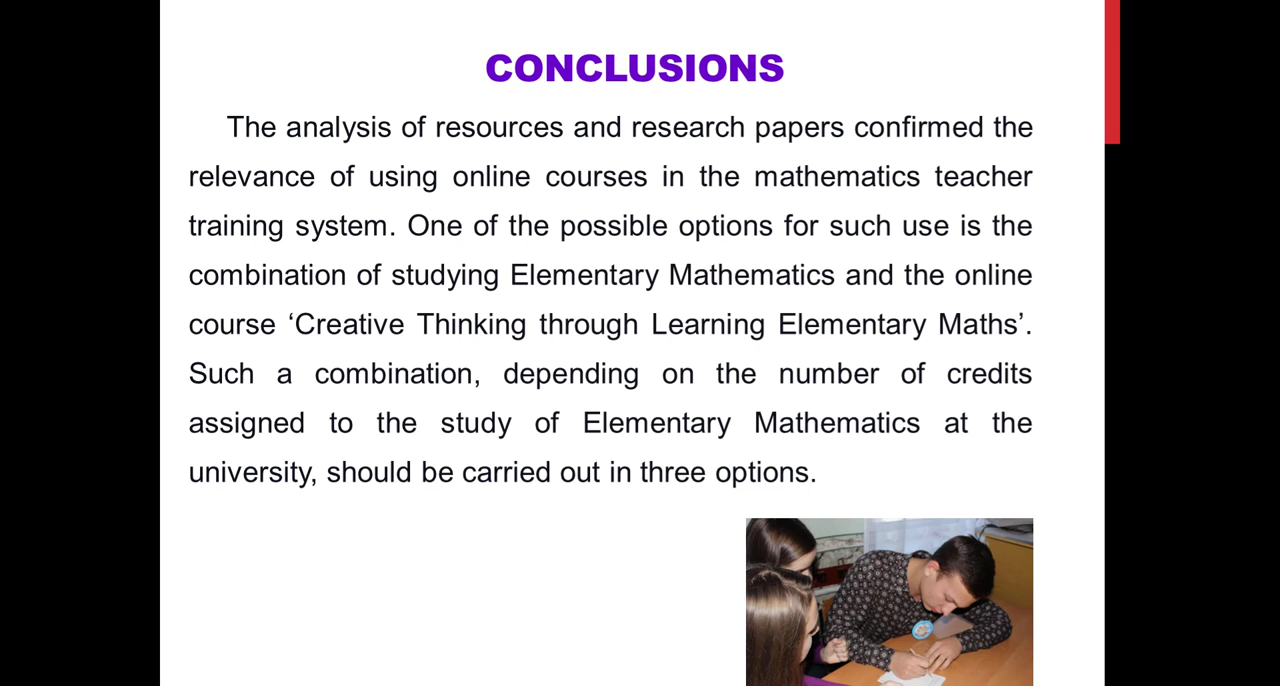 CONCLUSIONS
The analysis of resources and research papers confirmed the
relevance of using online courses in the mathematics teacher
training system. One of the possible options for such use is the
combination of studying Elementary Mathematics and the online
course ‘Creative Thinking through Learning Elementary Maths’.
Such a combination, depending on the number of credits
assigned to the study of Elementary Mathematics at the
university, should be carried out in three options.